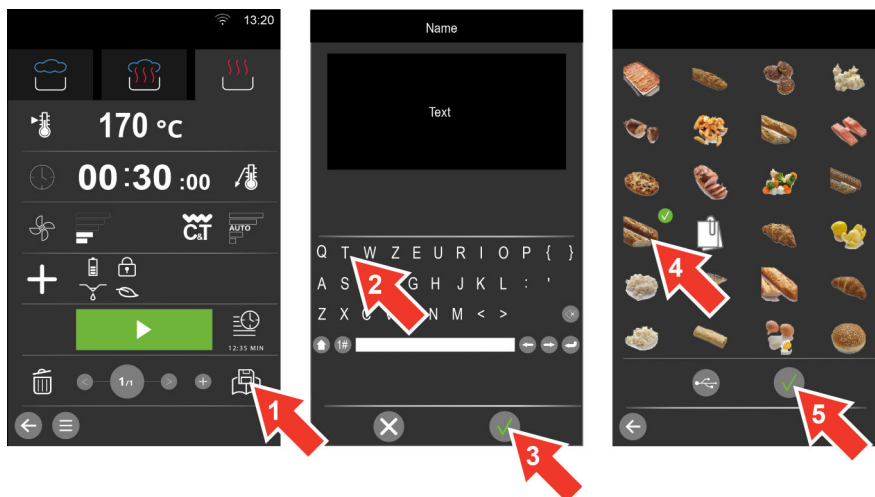 13:20
170 °C
00:30:00
C&T
AUTO
12:35 MIN
1/1
1
Name
Text
Q T W Z E U R I O P { }
A S G H J K L : '
Z X C V N M < >
1#
2
3
4
5